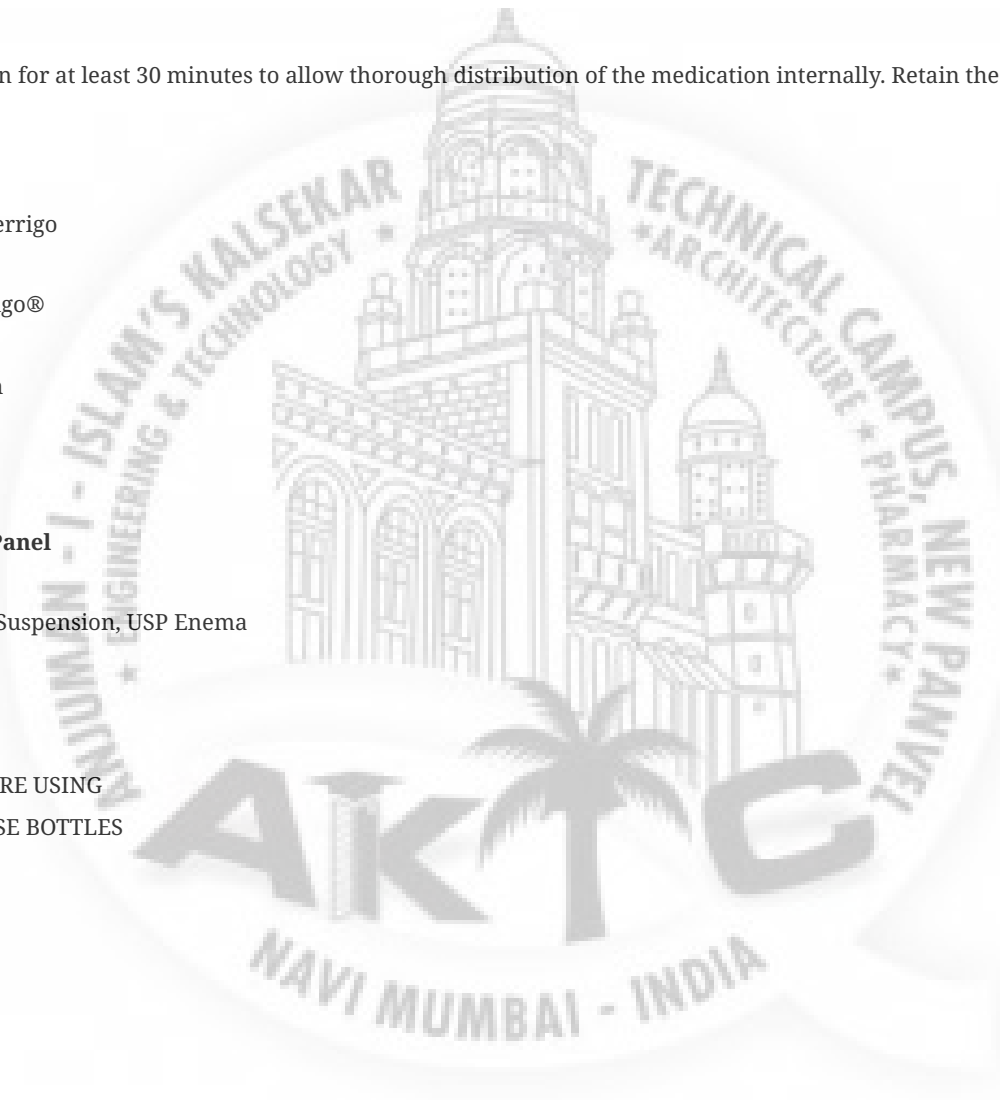 n for at least 30 minutes to allow thorough distribution of the medication internally. Retain the
errigo
go®
n
Panel
Suspension, USP Enema
RE USING
SE BOTTLES
ANJUMAN - I - ISLAM'S KALSEKAR TECHNICAL CAMPUS, NEW PANVEL
★ ENGINEERING & TECHNOLOGY ★ ARCHITECTURE ★ PHARMACY ★
AKTC
NAVI MUMBAI - INDIA